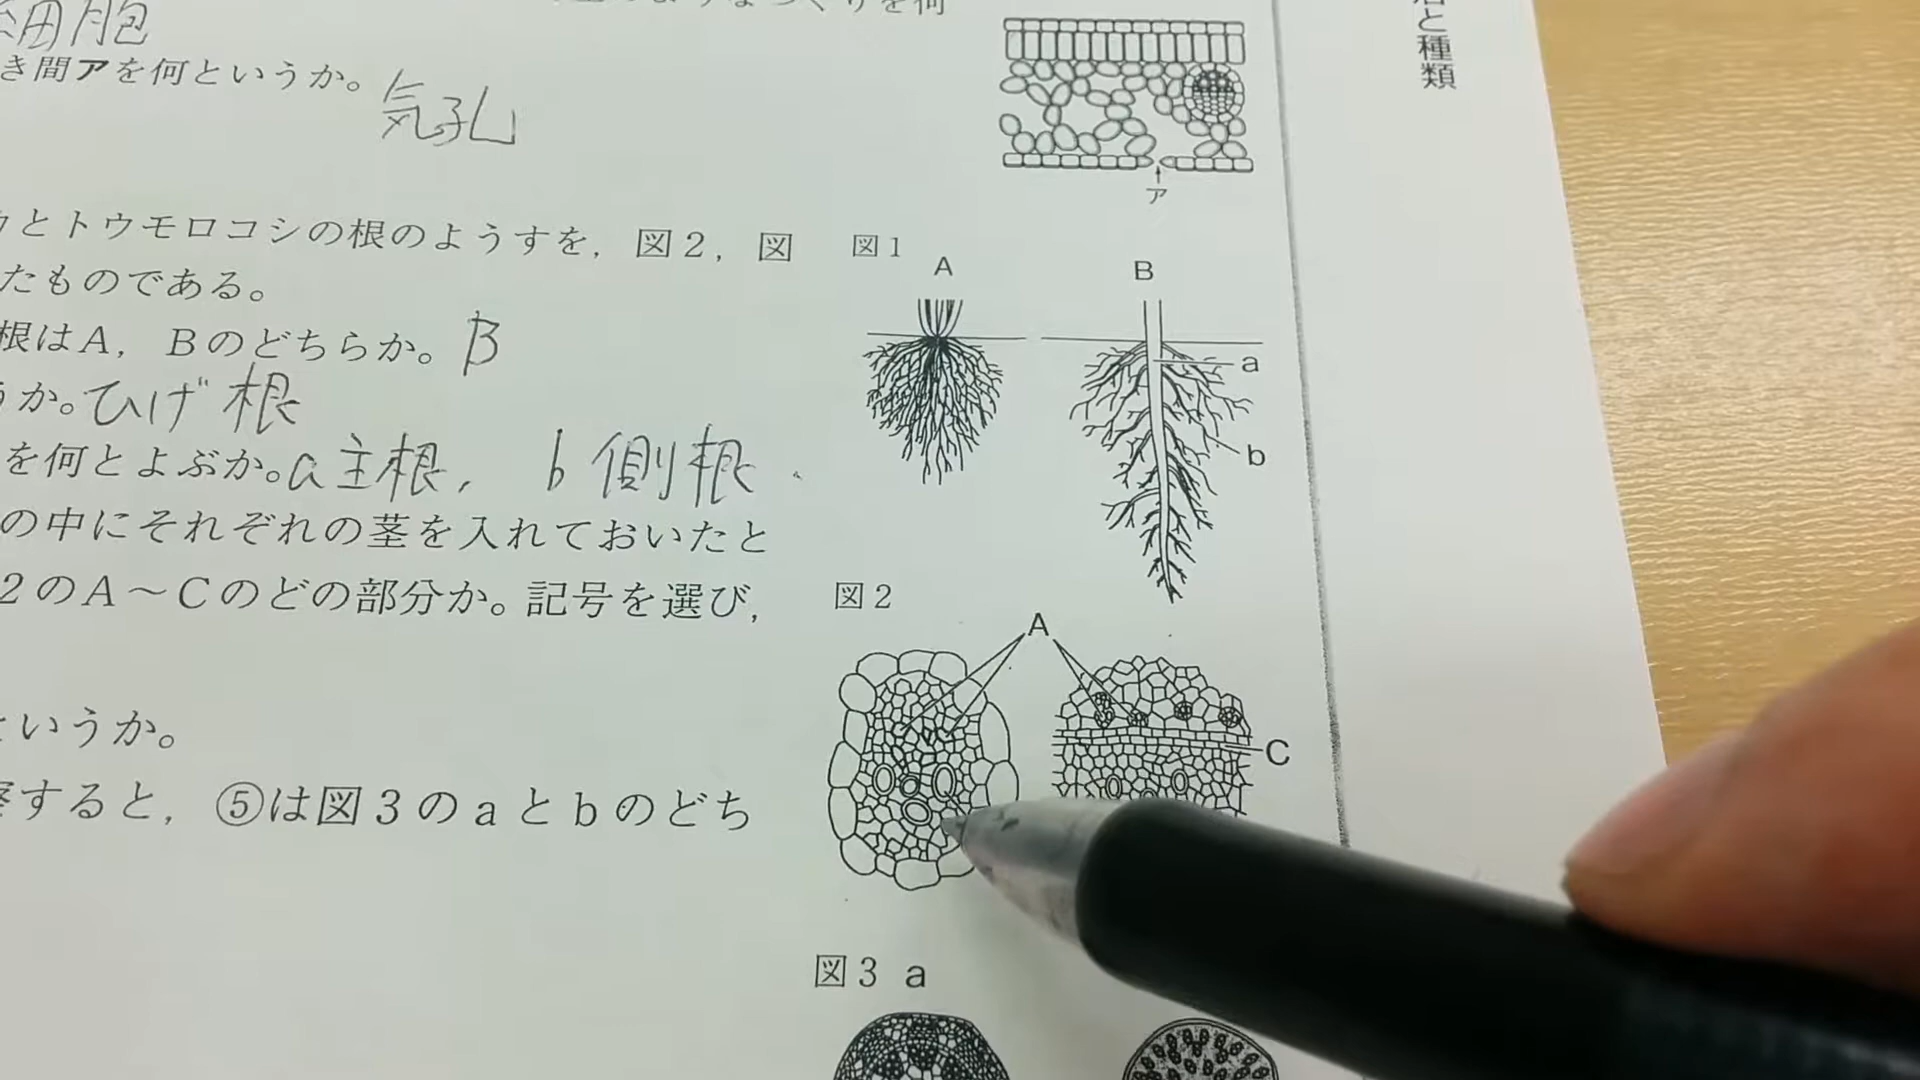 細胞
き間アを何というか。 気孔
ア
と種類
とトウモロコシの根のようすを，図2，図
たものである。
根はA，Bのどちらか。 B
か。ひげ根
を何とよぶか。a主根， b側根
の中にそれぞれの茎を入れておいたと
2のA～Cのどの部分か。記号を選び，
というか。
すると，⑤は図3のaとbのどち
図1
A
B
a
b
図2
A
C
図3 a